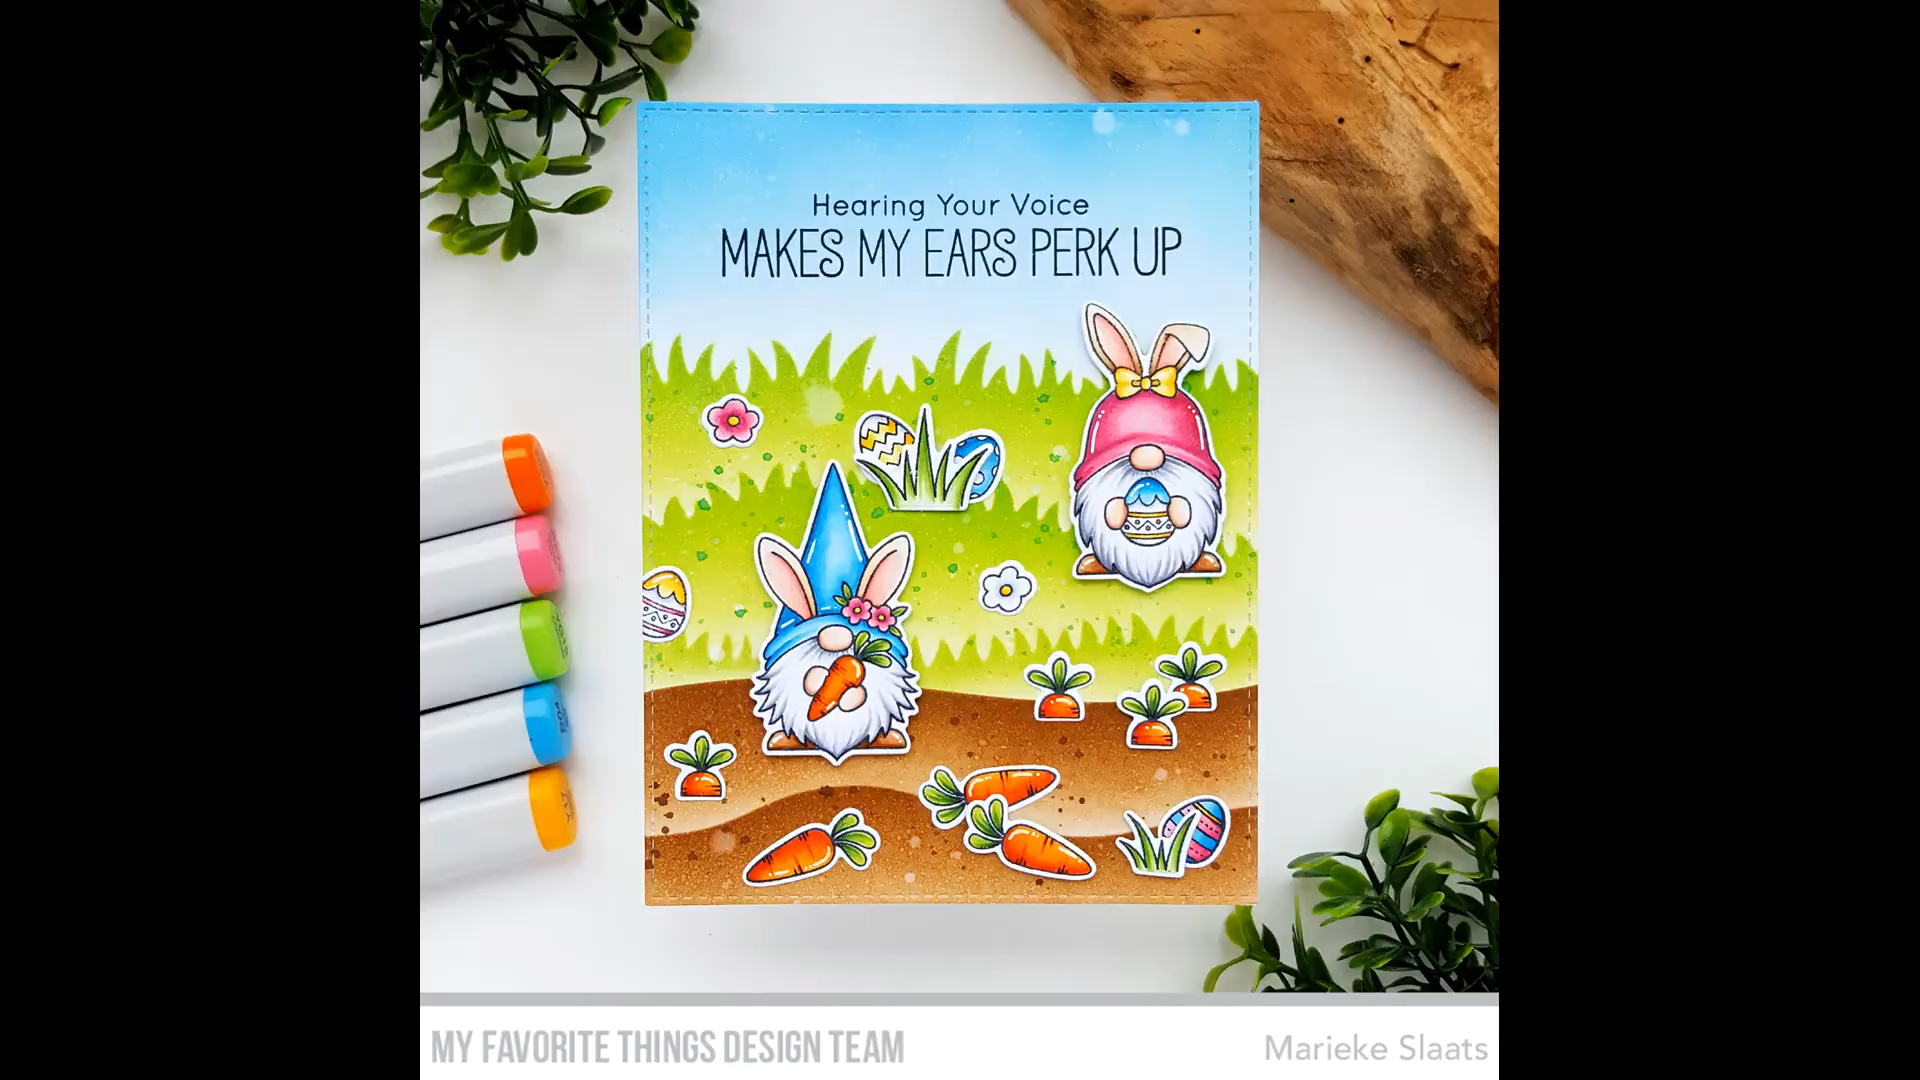 Hearing Your Voice
MAKES MY EARS PERK UP
MY FAVORITE THINGS DESIGN TEAM
Marieke Slaats